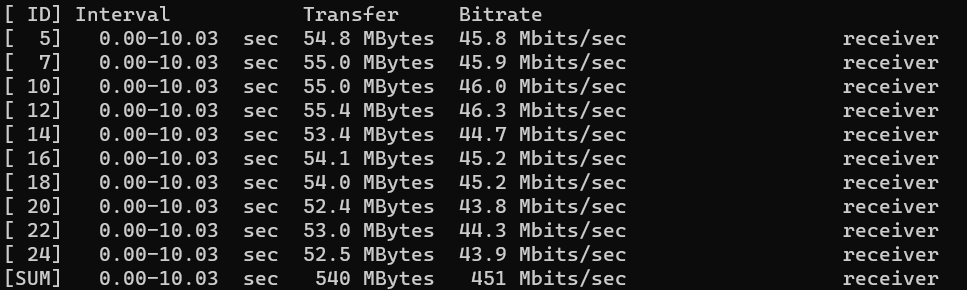 [ ID] Interval           Transfer     Bitrate
[  5]   0.00-10.03  sec  54.8 MBytes  45.8 Mbits/sec                  receiver
[  7]   0.00-10.03  sec  55.0 MBytes  45.9 Mbits/sec                  receiver
[ 10]   0.00-10.03  sec  55.0 MBytes  46.0 Mbits/sec                  receiver
[ 12]   0.00-10.03  sec  55.4 MBytes  46.3 Mbits/sec                  receiver
[ 14]   0.00-10.03  sec  53.4 MBytes  44.7 Mbits/sec                  receiver
[ 16]   0.00-10.03  sec  54.1 MBytes  45.2 Mbits/sec                  receiver
[ 18]   0.00-10.03  sec  54.0 MBytes  45.2 Mbits/sec                  receiver
[ 20]   0.00-10.03  sec  52.4 MBytes  43.8 Mbits/sec                  receiver
[ 22]   0.00-10.03  sec  53.0 MBytes  44.3 Mbits/sec                  receiver
[ 24]   0.00-10.03  sec  52.5 MBytes  43.9 Mbits/sec                  receiver
[SUM]   0.00-10.03  sec   540 MBytes   451 Mbits/sec                  receiver